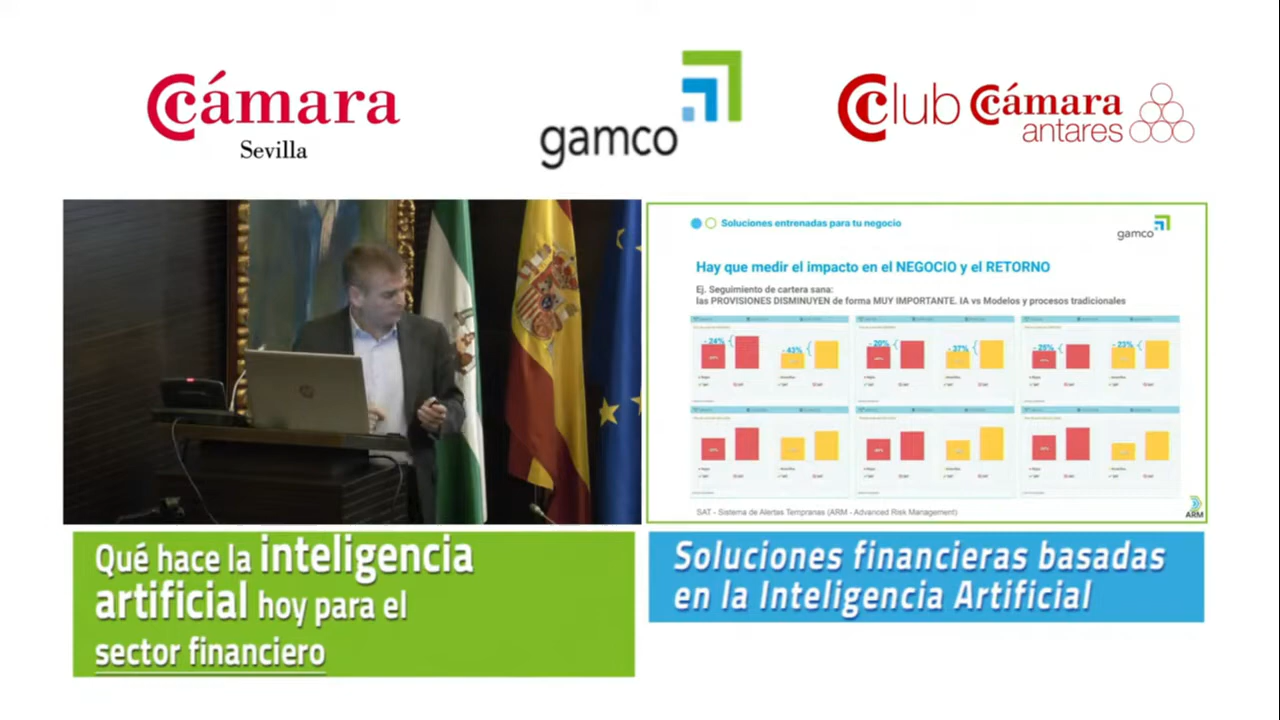 cámara
Sevilla
gamco
Club cámara
antares
Soluciones entrenadas para tu negocio
gamco
Hay que medir el impacto en el NEGOCIO y el RETORNO
Ej. Seguimiento de cartera sana:
las PROVISIONES DISMINUYEN de forma MUY IMPORTANTE. IA vs Modelos y procesos tradicionales
- 24%
- 43%
- 20%
- 37%
- 23%
SAT - Sistema de Alertas Tempranas (ARM - Advanced Risk Management)
ARM
Qué hace la inteligencia
artificial hoy para el
sector financiero
Soluciones financieras basadas
en la Inteligencia Artificial